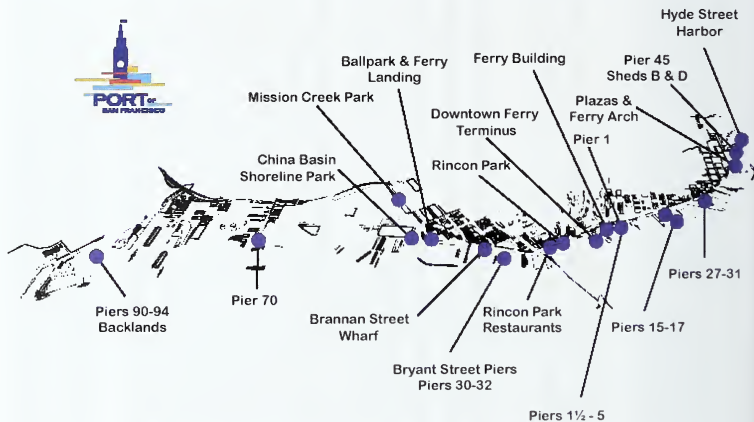 Hyde Street
Harbor
Ferry Building
Pier 45
Sheds B & D
Ballpark & Ferry
Landing
Mission Creek Park
Downtown Ferry
Terminus
Plazas &
Ferry Arch
Pier 1
PORT OF
SAN FRANCISCO
China Basin
Shoreline Park
Rincon Park
Piers 90-94
Backlands
Pier 70
Brannan Street
Wharf
Rincon Park
Restaurants
Piers 15-17
Piers 27-31
Bryant Street Piers
Piers 30-32
Piers 1½ - 5